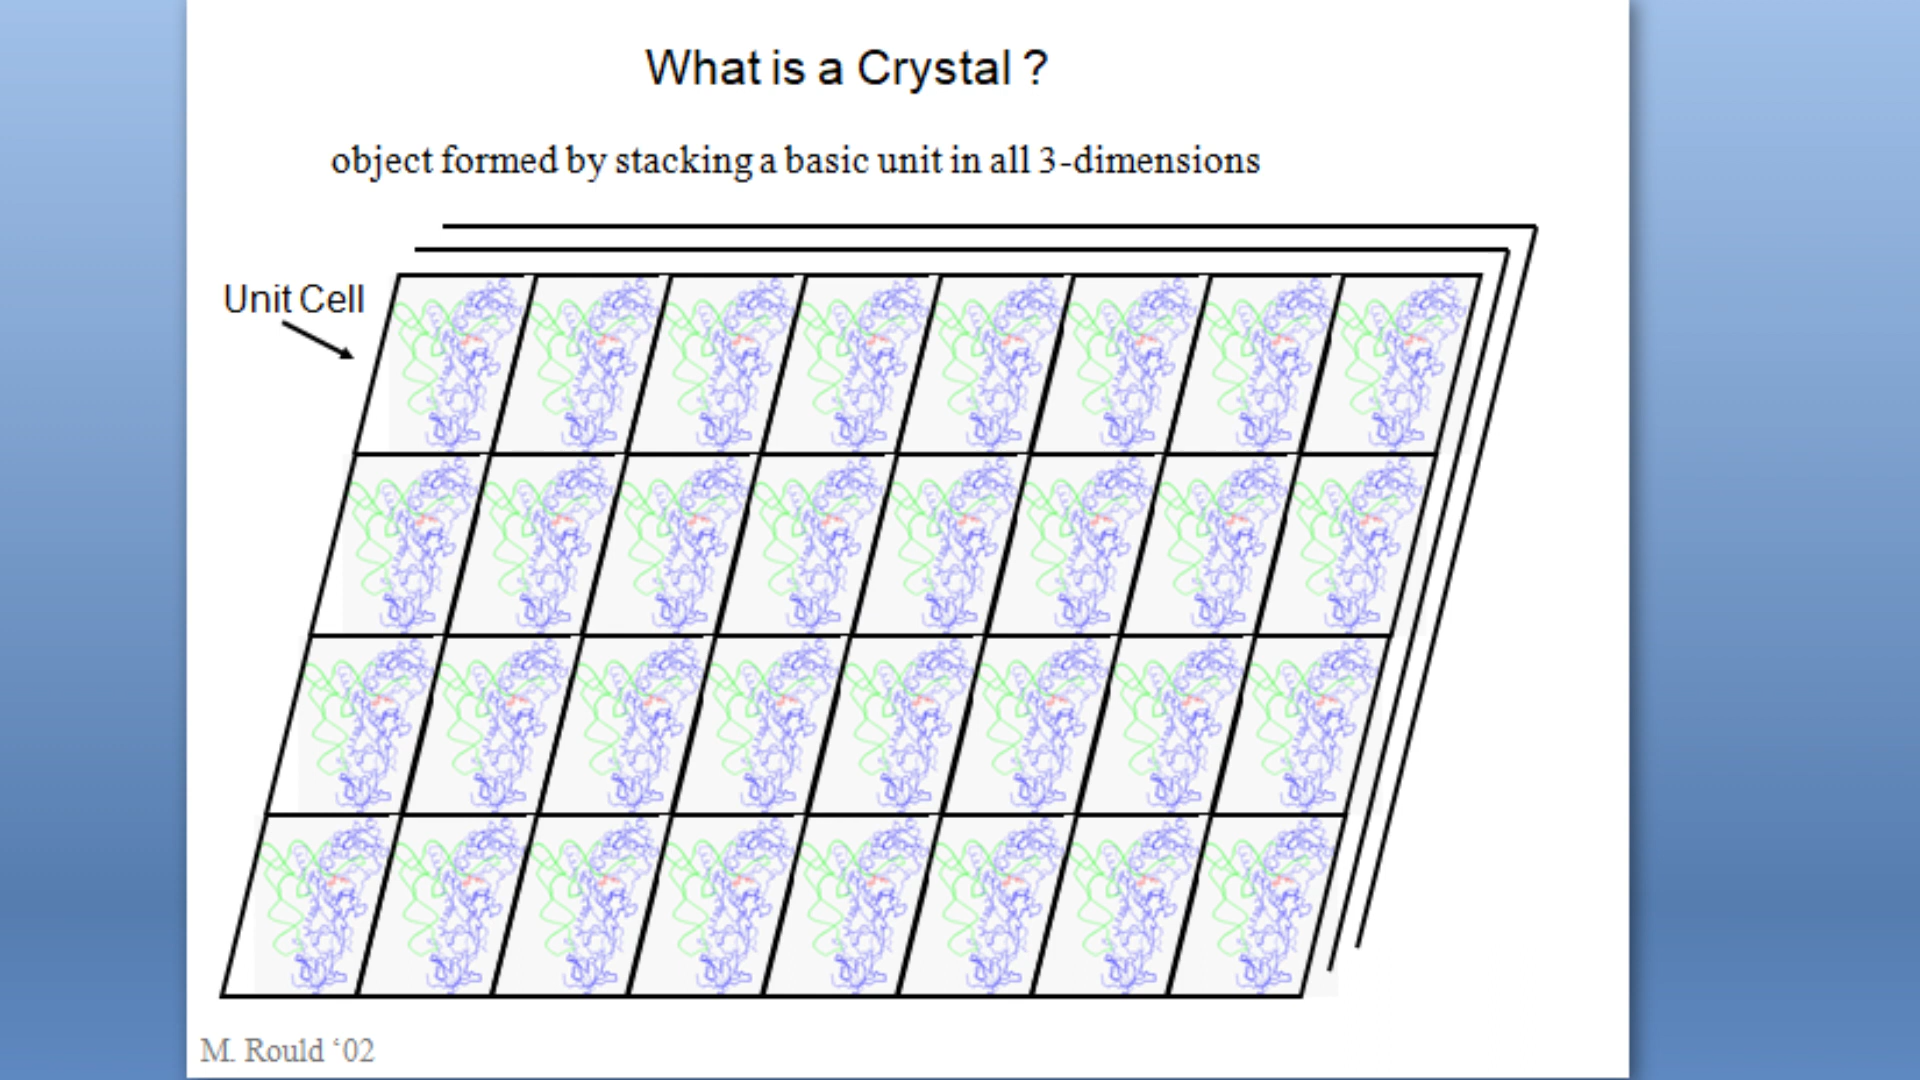 What is a Crystal ?
object formed by stacking a basic unit in all 3-dimensions
Unit Cell
M. Rould ‘02